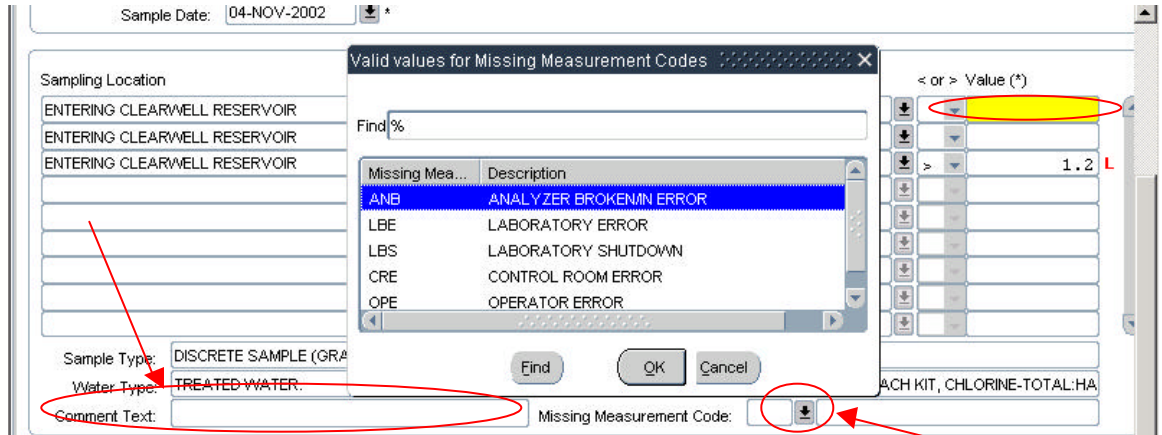 Sample Date: 04-NOV-2002 *
Valid values for Missing Measurement Codes
Sampling Location < or > Value (*)
ENTERING CLEARWELL RESERVOIR
Find %
ENTERING CLEARWELL RESERVOIR
ENTERING CLEARWELL RESERVOIR > 1.2 L
Missing Mea... Description
ANB ANALYZER BROKEN/IN ERROR
LBE LABORATORY ERROR
LBS LABORATORY SHUTDOWN
CRE CONTROL ROOM ERROR
OPE OPERATOR ERROR
Sample Type: DISCRETE SAMPLE (GRA
Find OK Cancel
Water Type: TREATED WATER. ACH KIT, CHLORINE-TOTAL:HA
Comment Text: Missing Measurement Code: